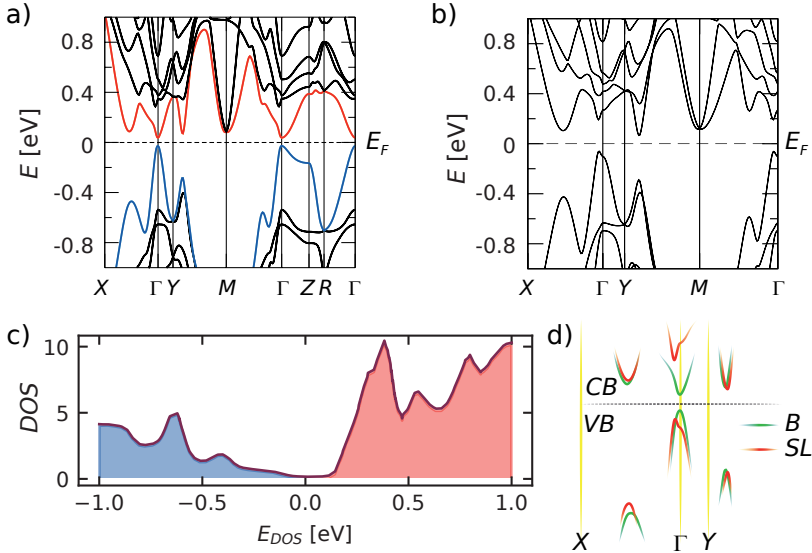 a)
E [eV]
0.8
0.4
0
-0.4
-0.8
X Γ Y M Γ Z R Γ
E_F
b)
E [eV]
0.8
0.4
0
-0.4
-0.8
X Γ Y M Γ
E_F
c)
DOS
10
5
0
−1.0 −0.5 0.0 0.5 1.0
E_DOS [eV]
d)
CB
VB
B
SL
X Γ Y